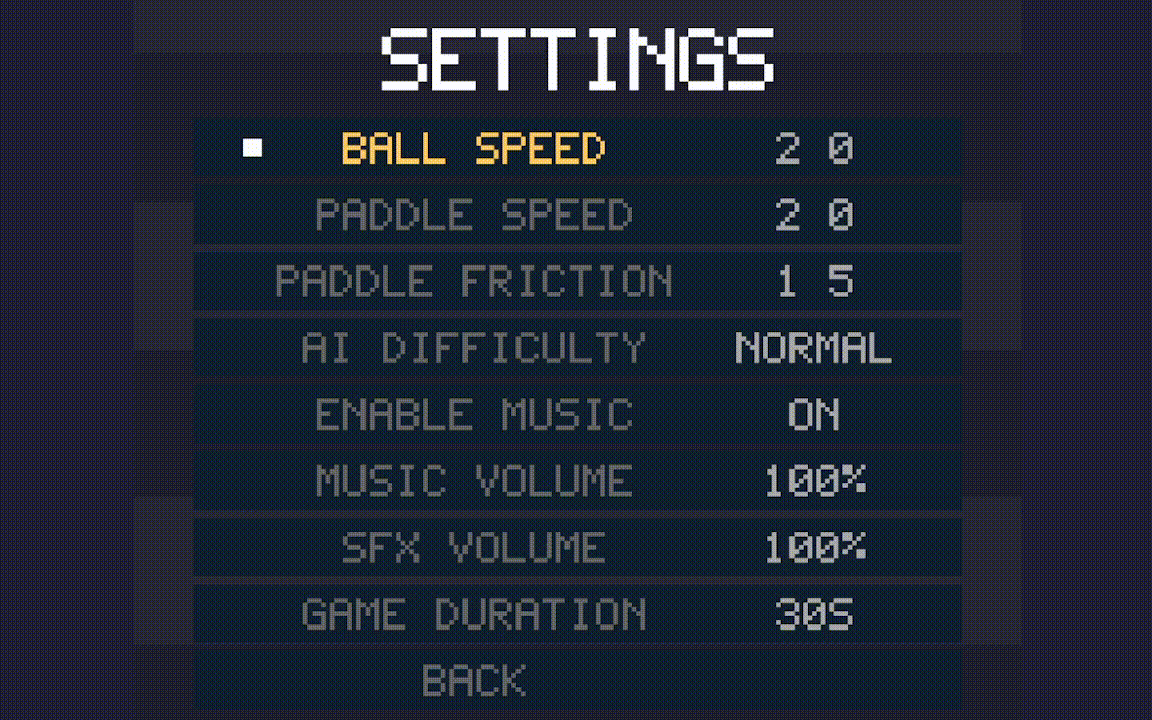 SETTINGS
BALL SPEED 2 0
PADDLE SPEED 2 0
PADDLE FRICTION 1 5
AI DIFFICULTY NORMAL
ENABLE MUSIC ON
MUSIC VOLUME 100%
SFX VOLUME 100%
GAME DURATION 30S
BACK